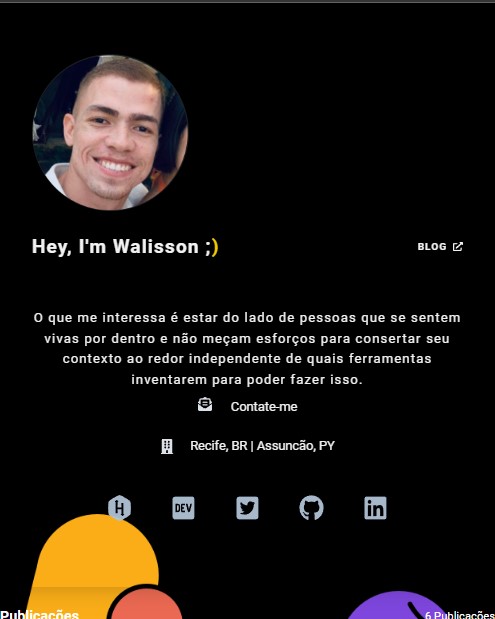 Hey, I'm Walisson ;)
BLOG
O que me interessa é estar do lado de pessoas que se sentem
vivas por dentro e não meçam esforços para consertar seu
contexto ao redor independente de quais ferramentas
inventarem para poder fazer isso.
Contate-me
Recife, BR | Assuncão, PY
H DEV in
Publicações
6 Publicações